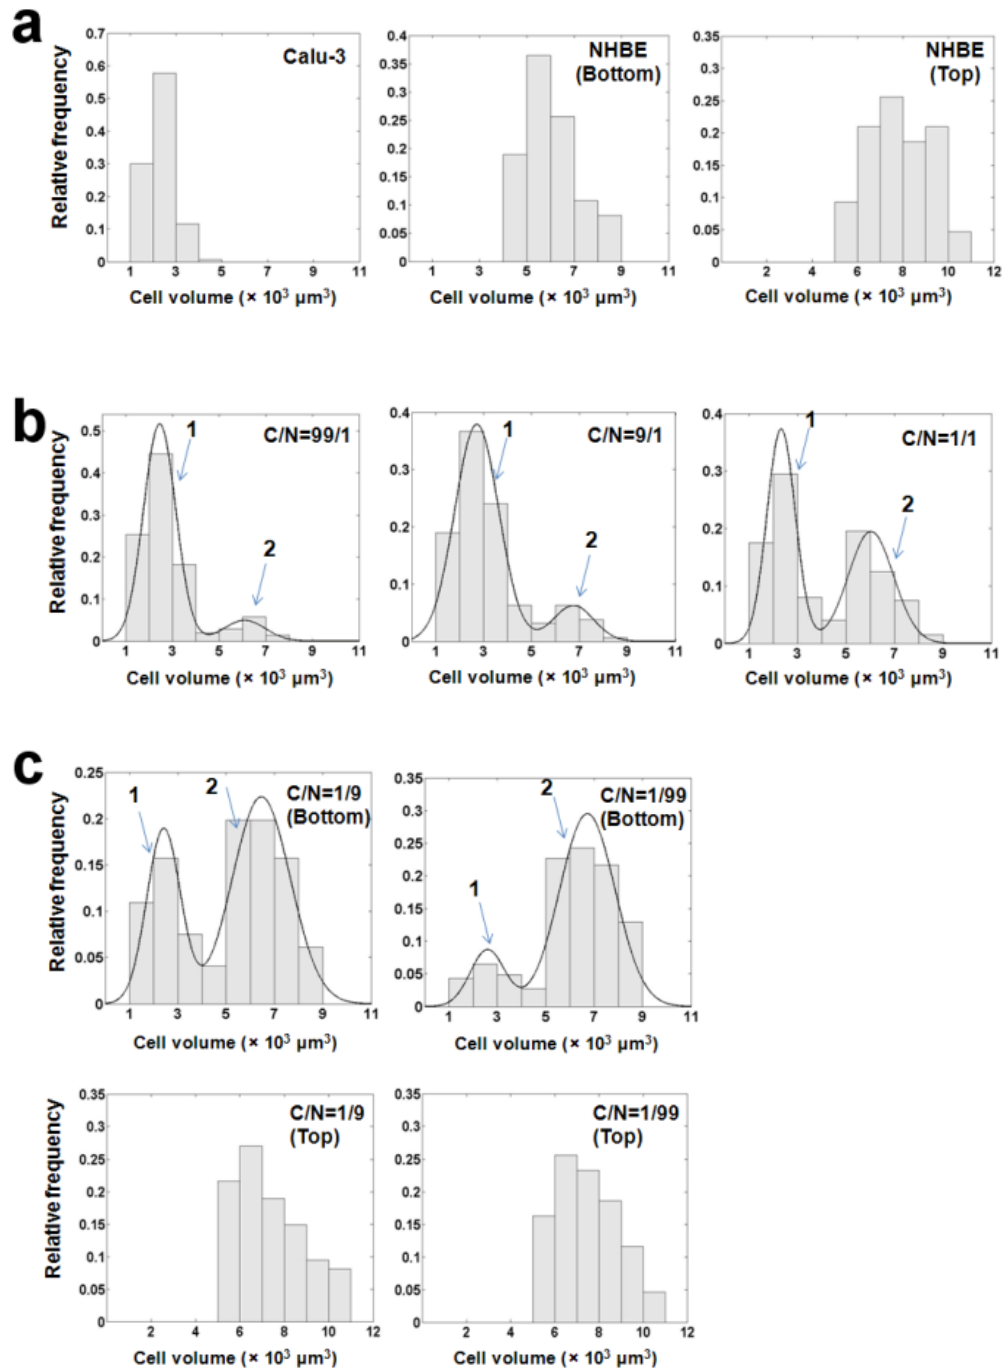 a
Calu-3
NHBE
(Bottom)
NHBE
(Top)
Relative frequency
0.7
0.6
0.5
0.4
0.3
0.2
0.1
0
1 3 5 7 9 11
Cell volume (× 10³ µm³)
0.4
0.35
0.3
0.25
0.2
0.15
0.1
0.05
0
1 3 5 7 9 11
Cell volume (× 10³ µm³)
0.35
0.3
0.25
0.2
0.15
0.1
0.05
0
2 4 6 8 10 12
Cell volume (× 10³ µm³)
b
C/N=99/1
1
2
Relative frequency
0.5
0.4
0.3
0.2
0.1
0
1 3 5 7 9 11
Cell volume (× 10³ µm³)
C/N=9/1
1
2
0.4
0.3
0.2
0.1
0
1 3 5 7 9 11
Cell volume (× 10³ µm³)
C/N=1/1
1
2
0.4
0.3
0.2
0.1
0
1 3 5 7 9 11
Cell volume (× 10³ µm³)
c
C/N=1/9
(Bottom)
1
2
Relative frequency
0.25
0.2
0.15
0.1
0.05
0
1 3 5 7 9 11
Cell volume (× 10³ µm³)
C/N=1/99
(Bottom)
1
2
0.35
0.3
0.25
0.2
0.15
0.1
0.05
0
1 3 5 7 9 11
Cell volume (× 10³ µm³)
C/N=1/9
(Top)
Relative frequency
0.35
0.3
0.25
0.2
0.15
0.1
0.05
0
2 4 6 8 10 12
Cell volume (× 10³ µm³)
C/N=1/99
(Top)
0.35
0.3
0.25
0.2
0.15
0.1
0.05
0
2 4 6 8 10 12
Cell volume (× 10³ µm³)